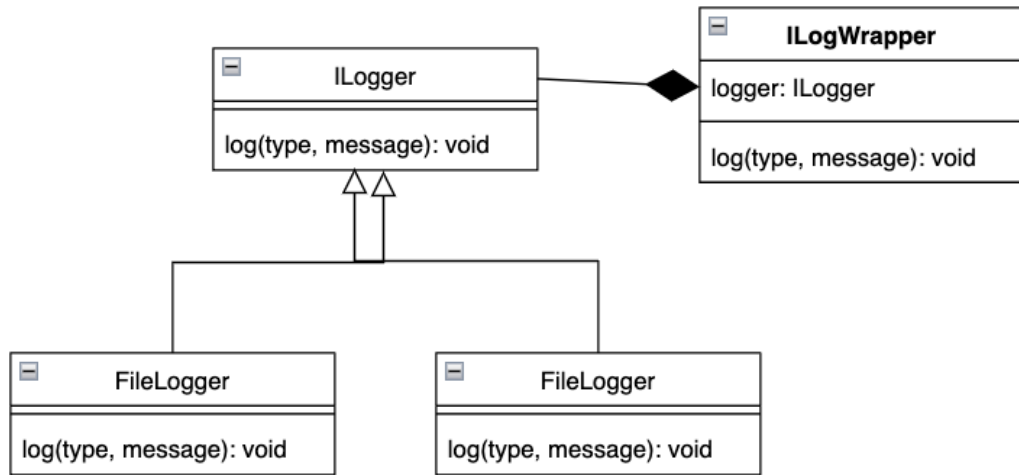 ILogger
log(type, message): void
ILogWrapper
logger: ILogger
log(type, message): void
FileLogger
log(type, message): void
FileLogger
log(type, message): void